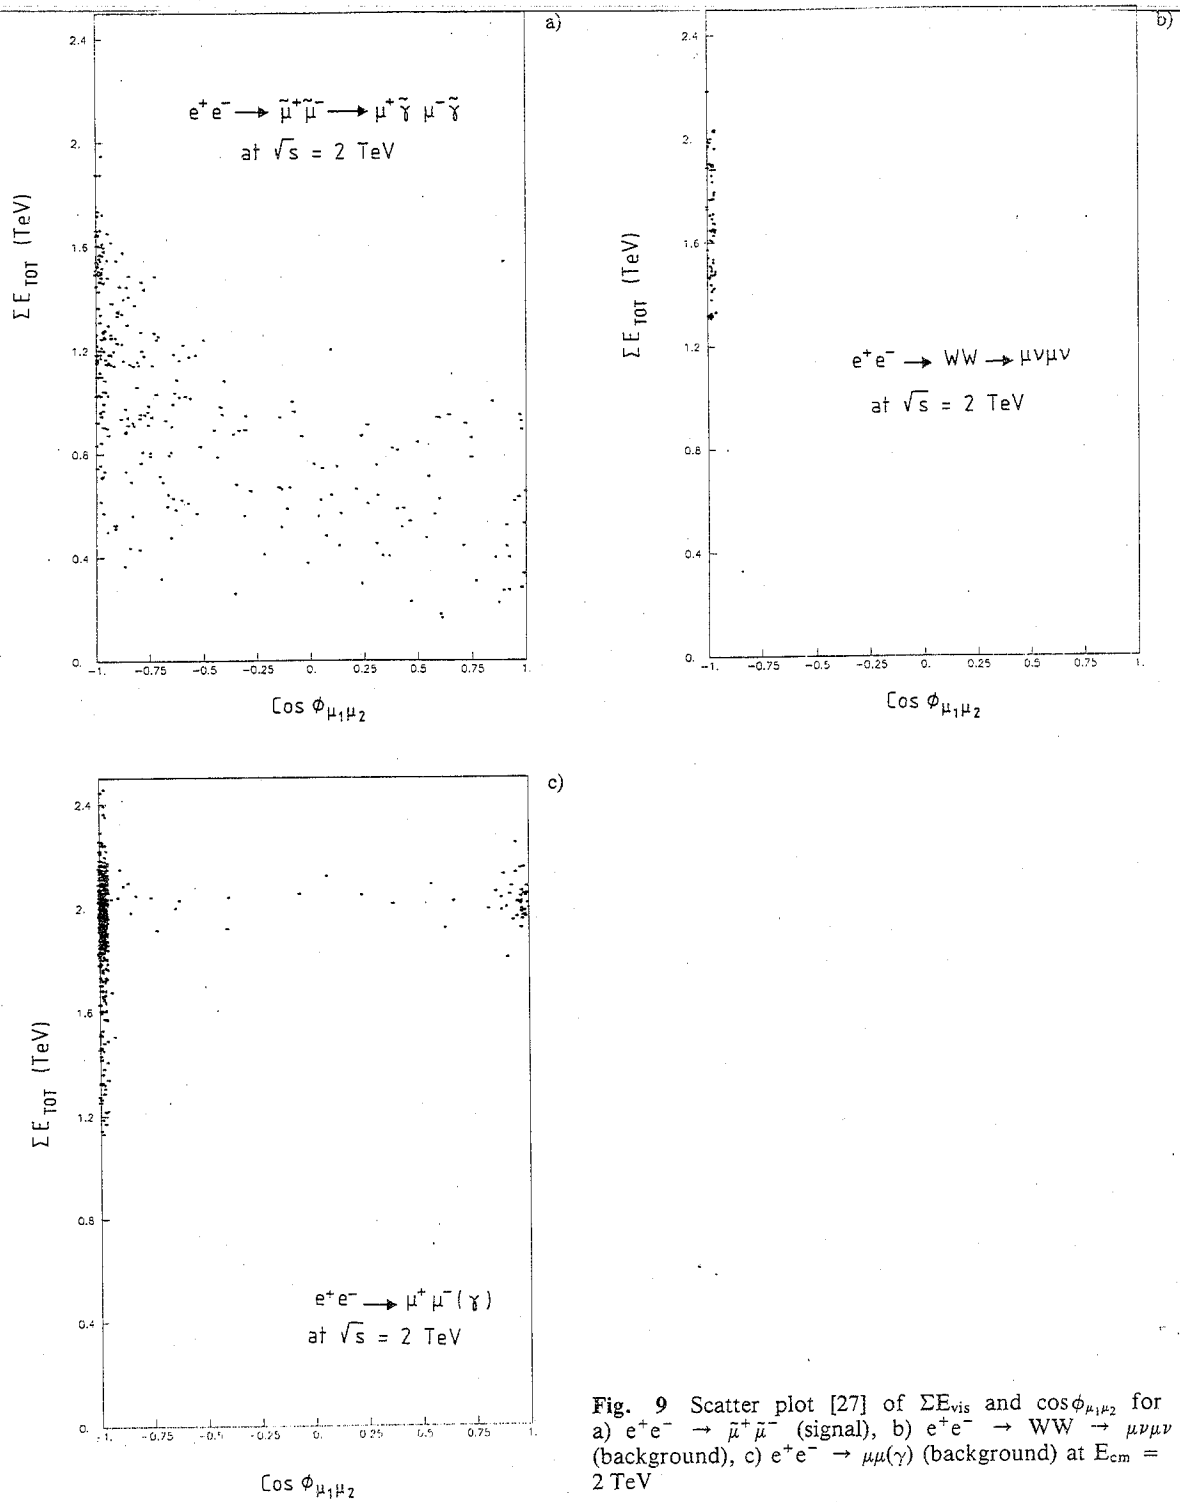 a)
2.4
e⁺e⁻ → μ̃⁺μ̃⁻ → μ⁺γ̃ μ⁻γ̃
at √s = 2 TeV
2.
1.6
1.2
0.8
0.4
0.
Σ E_TOT (TeV)
-1. -0.75 -0.5 -0.25 0. 0.25 0.5 0.75 1.
Cos ϕ_μ₁μ₂
b)
2.4
2.
1.6
1.2
0.8
0.4
0.
Σ E_TOT (TeV)
e⁺e⁻ → WW → μνμν
at √s = 2 TeV
-1. -0.75 -0.5 -0.25 0. 0.25 0.5 0.75 1.
Cos ϕ_μ₁μ₂
c)
2.4
2.
1.6
1.2
0.8
0.4
0.
Σ E_TOT (TeV)
e⁺e⁻ → μ⁺μ⁻(γ)
at √s = 2 TeV
-1. -0.75 -0.5 -0.25 0. 0.25 0.5 0.75 1.
Cos ϕ_μ₁μ₂
Fig. 9 Scatter plot [27] of ΣE_vis and cosϕ_μ₁μ₂ for
a) e⁺e⁻ → μ̃⁺μ̃⁻ (signal), b) e⁺e⁻ → WW → μνμν
(background), c) e⁺e⁻ → μμ(γ) (background) at E_cm =
2 TeV